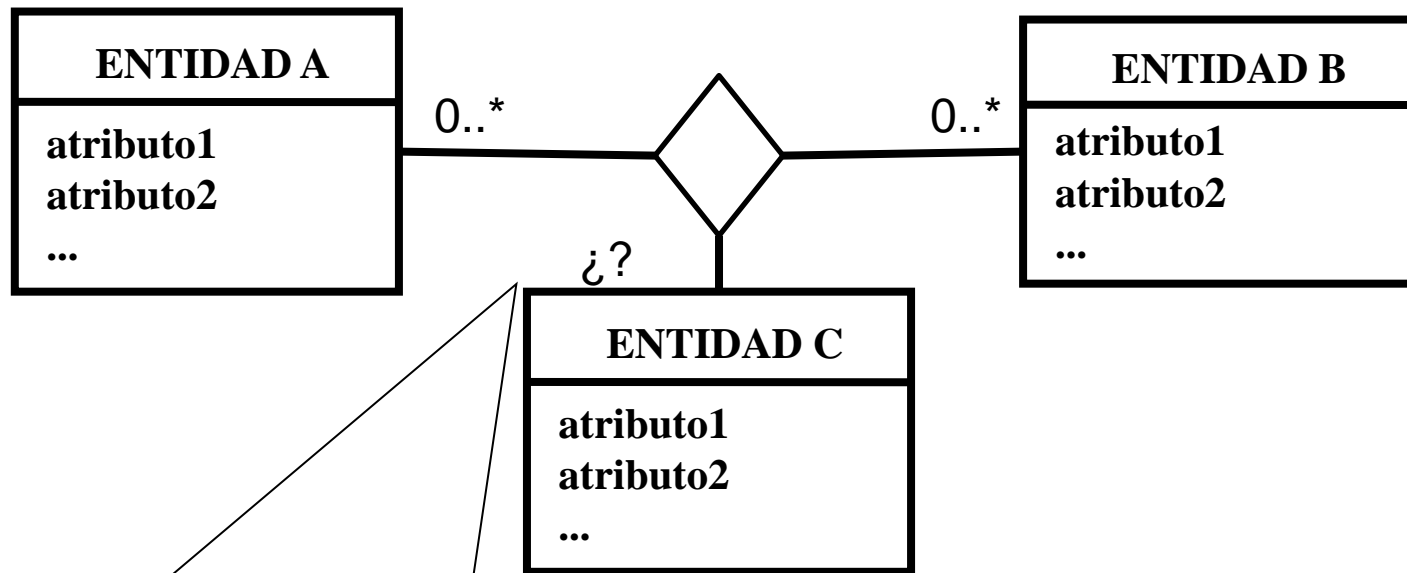 ENTIDAD A
atributo1
atributo2
...
0..*
0..*
ENTIDAD B
atributo1
atributo2
...
¿?
ENTIDAD C
atributo1
atributo2
...